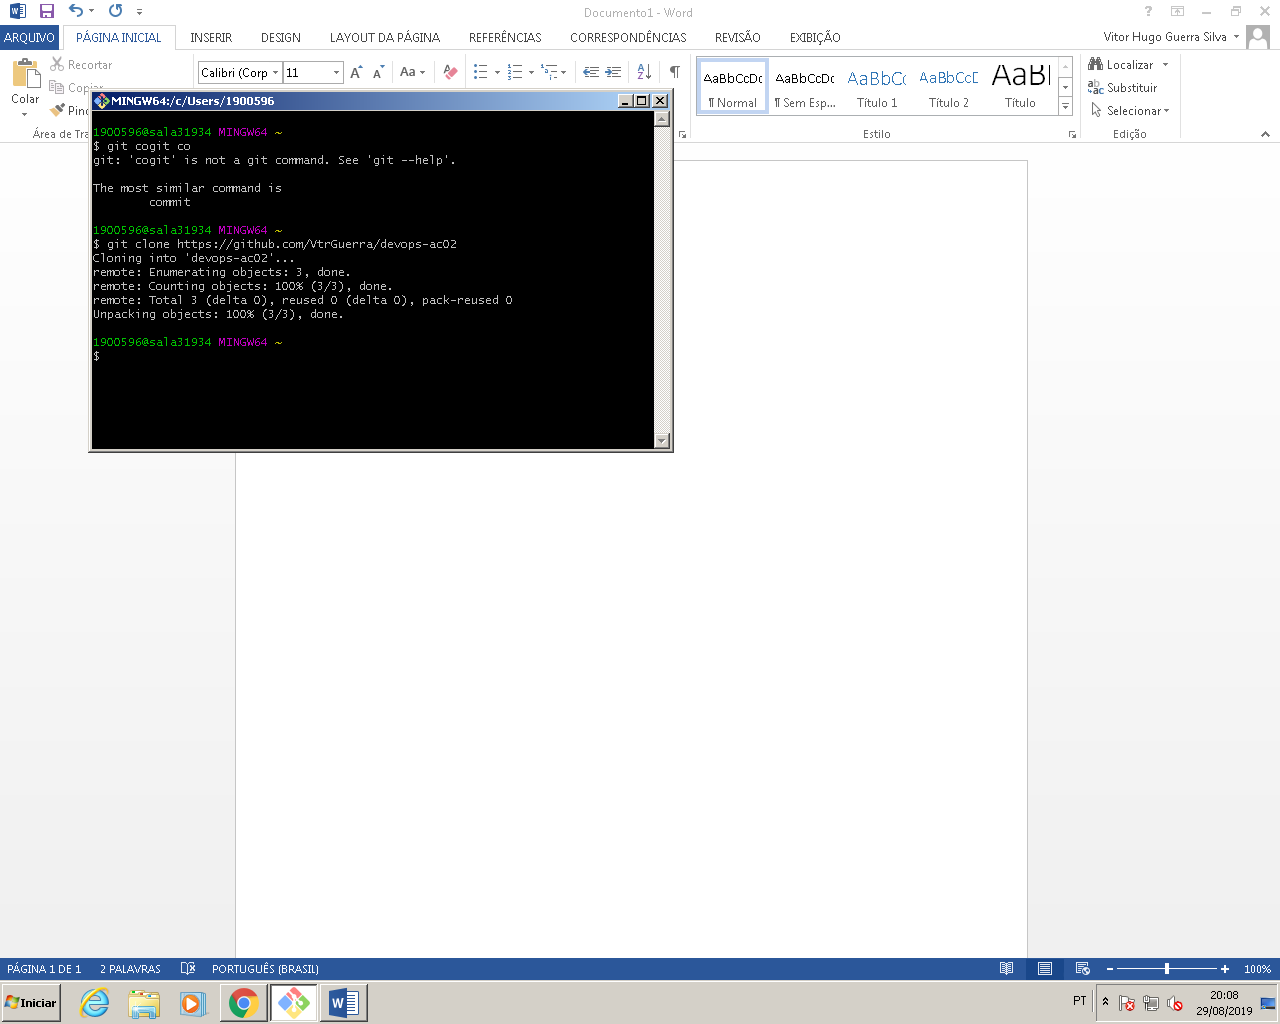 Documento1 - Word
ARQUIVO PÁGINA INICIAL INSERIR DESIGN LAYOUT DA PÁGINA REFERÊNCIAS CORRESPONDÊNCIAS REVISÃO EXIBIÇÃO Vitor Hugo Guerra Silva
Colar
Recortar
Copiar
Pinc
Área de Tra
Calibri (Corp 11
Aa
AaBbCcDc AaBbCcDc AaBbCc AaBbCcD AaBl
¶ Normal ¶ Sem Esp... Título 1 Título 2 Título
Estilo
Localizar
Substituir
Selecionar
Edição
MINGW64:/c/Users/1900596
1900596@sala31934 MINGW64 ~
$ git cogit co
git: 'cogit' is not a git command. See 'git --help'.
The most similar command is
commit
1900596@sala31934 MINGW64 ~
$ git clone https://github.com/VtrGuerra/devops-ac02
Cloning into 'devops-ac02'...
remote: Enumerating objects: 3, done.
remote: Counting objects: 100% (3/3), done.
remote: Total 3 (delta 0), reused 0 (delta 0), pack-reused 0
Unpacking objects: 100% (3/3), done.
1900596@sala31934 MINGW64 ~
$
PÁGINA 1 DE 1 2 PALAVRAS PORTUGUÊS (BRASIL) 100%
Iniciar
PT
20:08
29/08/2019